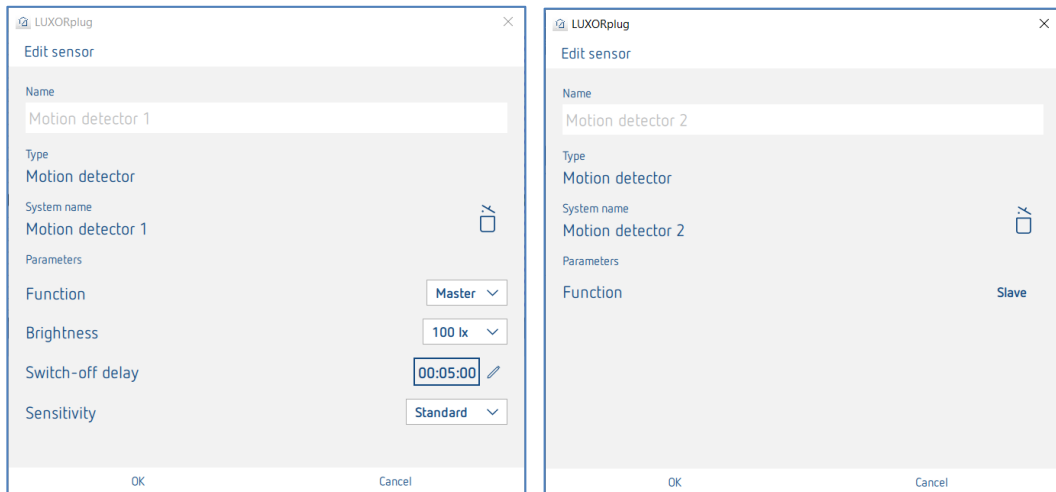 LUXORplug
Edit sensor
Name
Motion detector 1
Type
Motion detector
System name
Motion detector 1
Parameters
Function
Master
Brightness
100 lx
Switch-off delay
00:05:00
Sensitivity
Standard
OK
Cancel
LUXORplug
Edit sensor
Name
Motion detector 2
Type
Motion detector
System name
Motion detector 2
Parameters
Function
Slave
OK
Cancel